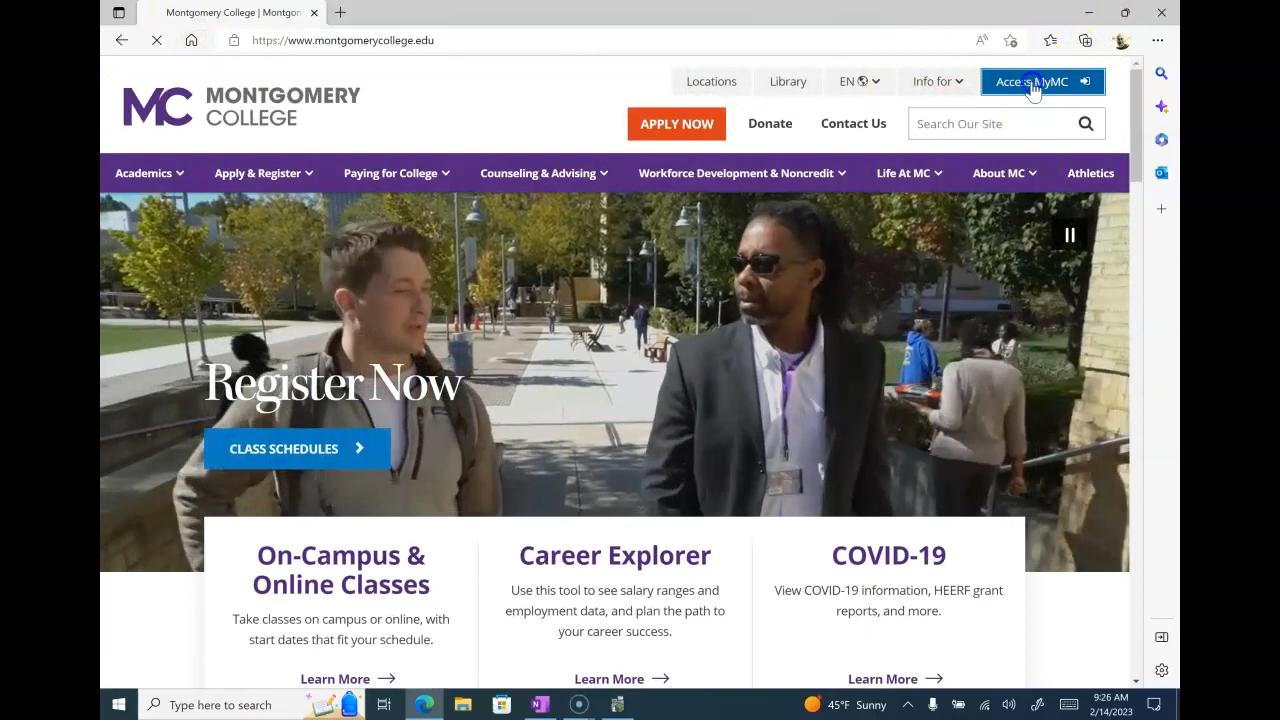 Montgomery College | Montgom
https://www.montgomerycollege.edu
Locations
Library
EN
Info for
Access MyMC
MC MONTGOMERY COLLEGE
APPLY NOW
Donate
Contact Us
Search Our Site
Academics
Apply & Register
Paying for College
Counseling & Advising
Workforce Development & Noncredit
Life At MC
About MC
Athletics
Register Now
CLASS SCHEDULES
On-Campus &
Online Classes
Take classes on campus or online, with
start dates that fit your schedule.
Learn More
Career Explorer
Use this tool to see salary ranges and
employment data, and plan the path to
your career success.
Learn More
COVID-19
View COVID-19 information, HEERF grant
reports, and more.
Learn More
Type here to search
45°F Sunny
9:26 AM
2/14/2023